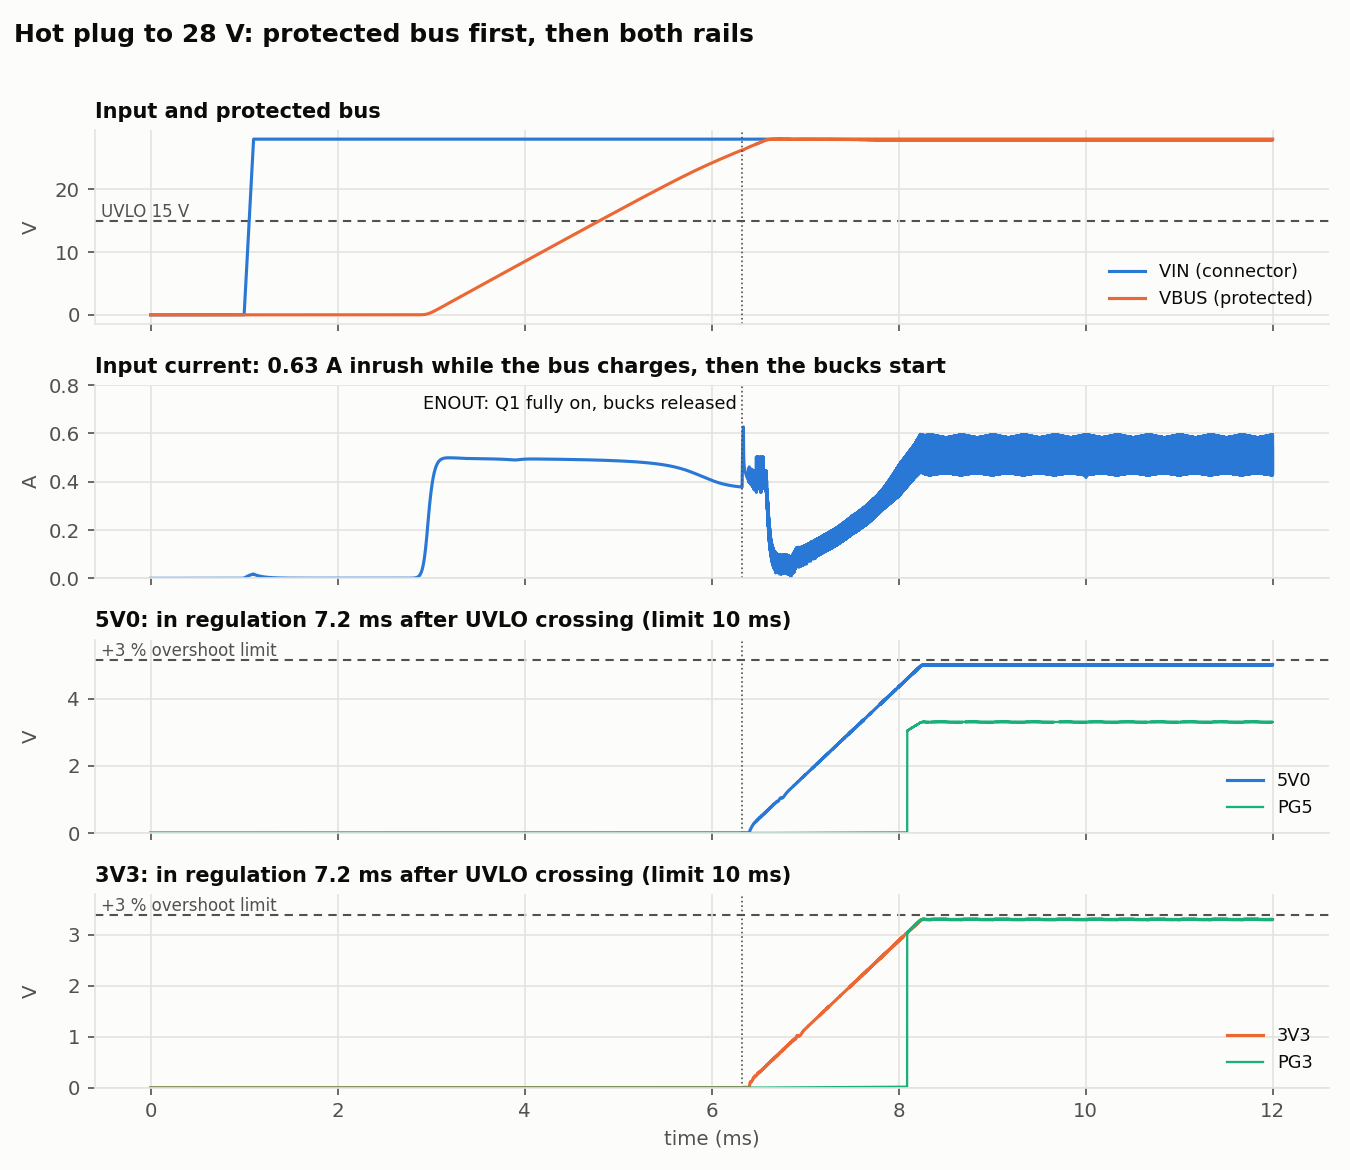 Hot plug to 28 V: protected bus first, then both rails
Input and protected bus
20
10
0
V
UVLO 15 V
VIN (connector)
VBUS (protected)
Input current: 0.63 A inrush while the bus charges, then the bucks start
0.8
0.6
0.4
0.2
0.0
A
ENOUT: Q1 fully on, bucks released
5V0: in regulation 7.2 ms after UVLO crossing (limit 10 ms)
+3 % overshoot limit
4
2
0
V
5V0
PG5
3V3: in regulation 7.2 ms after UVLO crossing (limit 10 ms)
+3 % overshoot limit
3
2
1
0
V
3V3
PG3
0 2 4 6 8 10 12
time (ms)